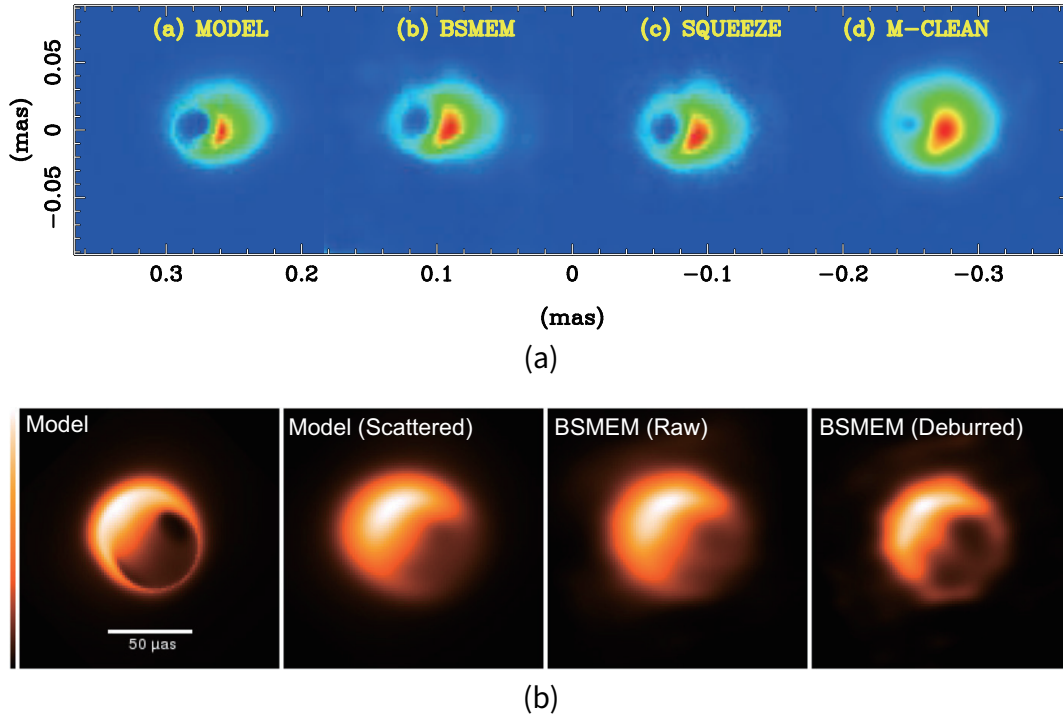 (a) MODEL (b) BSMEM (c) SQUEEZE (d) M-CLEAN
(mas)
0.05
0
−0.05
0.3 0.2 0.1 0 −0.1 −0.2 −0.3
(mas)
(a)
Model Model (Scattered) BSMEM (Raw) BSMEM (Deburred)
50 μas
(b)